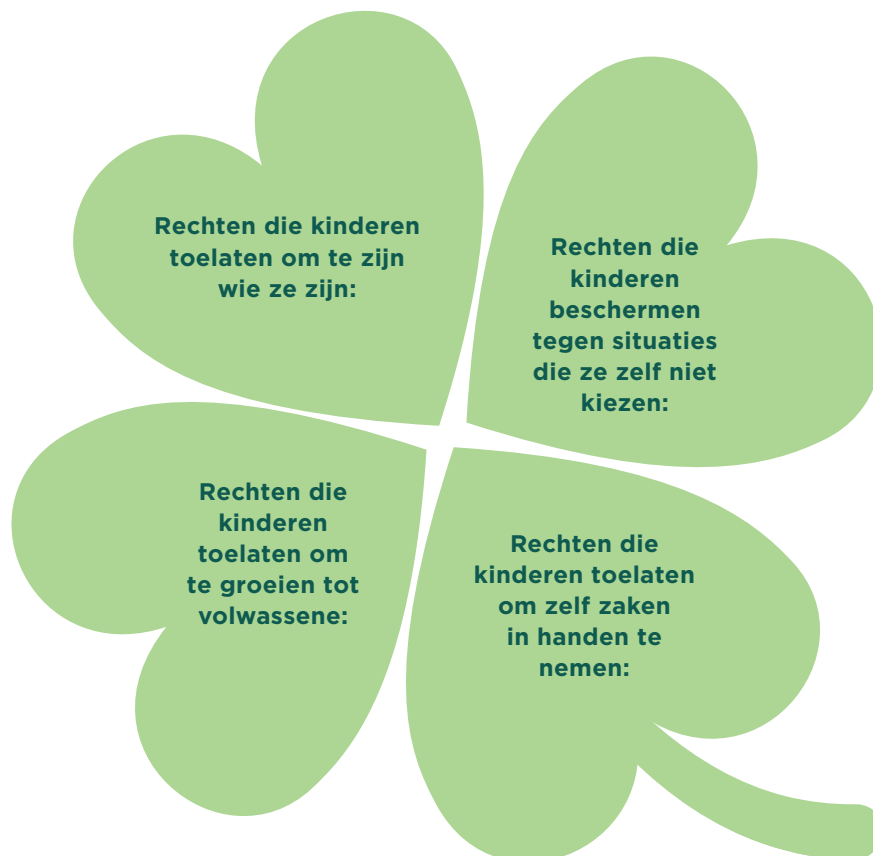 Rechten die kinderen
toelaten om te zijn
wie ze zijn:
Rechten die
kinderen
beschermen
tegen situaties
die ze zelf niet
kiezen:
Rechten die
kinderen
toelaten om
te groeien tot
volwassene:
Rechten die
kinderen toelaten
om zelf zaken
in handen te
nemen: